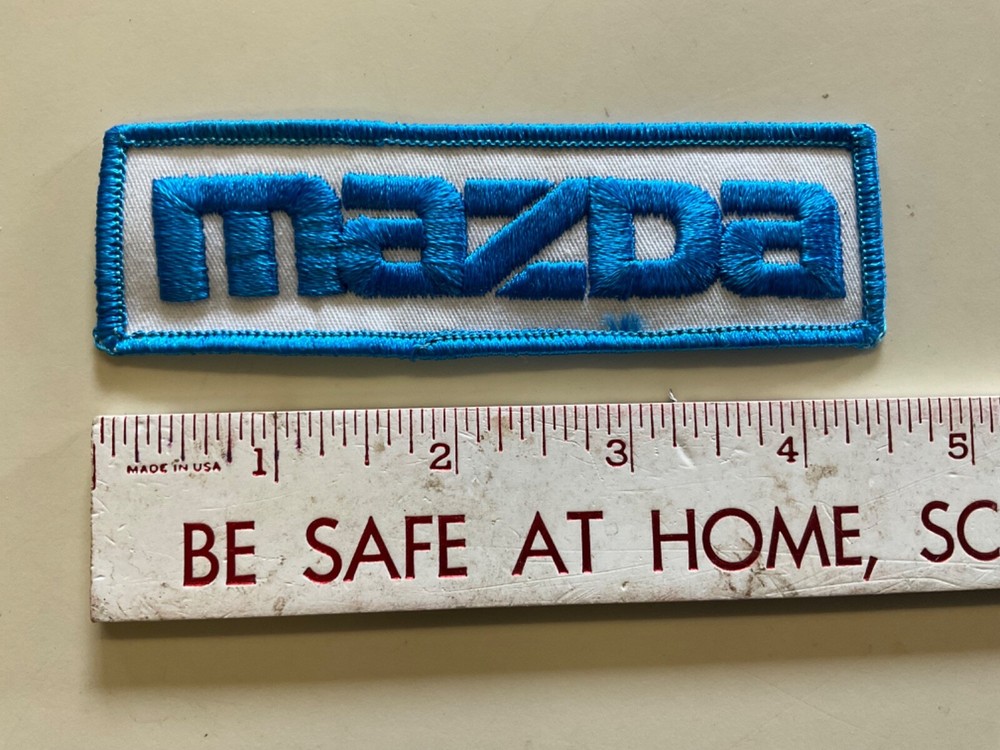 mazda
1 2 3 4 5
MADE IN USA
BE SAFE AT HOME, SC